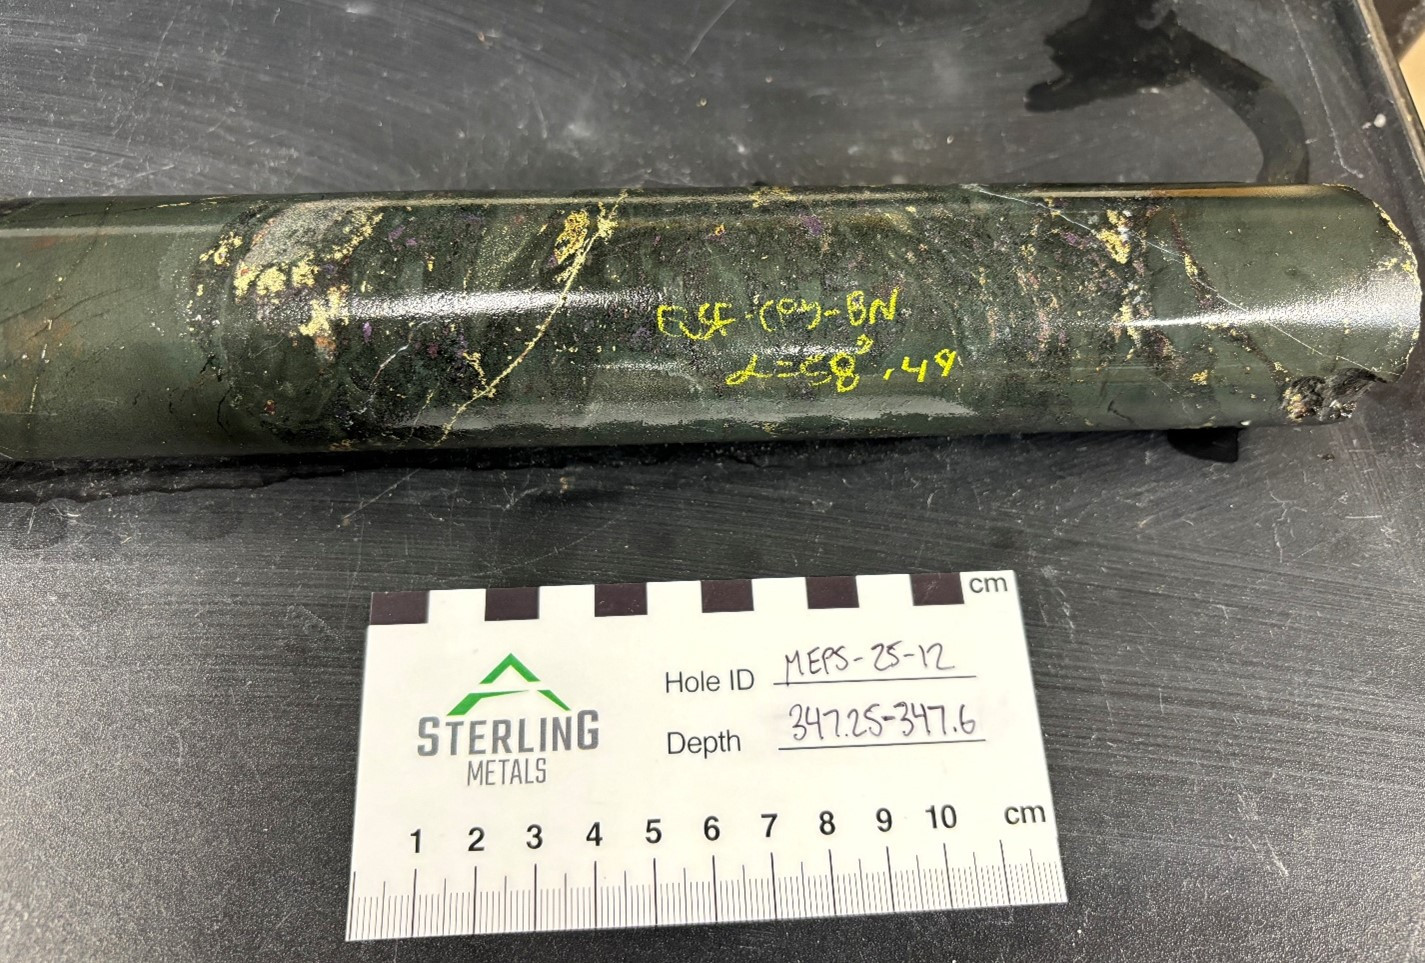 -BN
cm
STERLING
METALS
Hole ID MEPS-25-12
Depth 347.25-347.6
1 2 3 4 5 6 7 8 9 10 cm